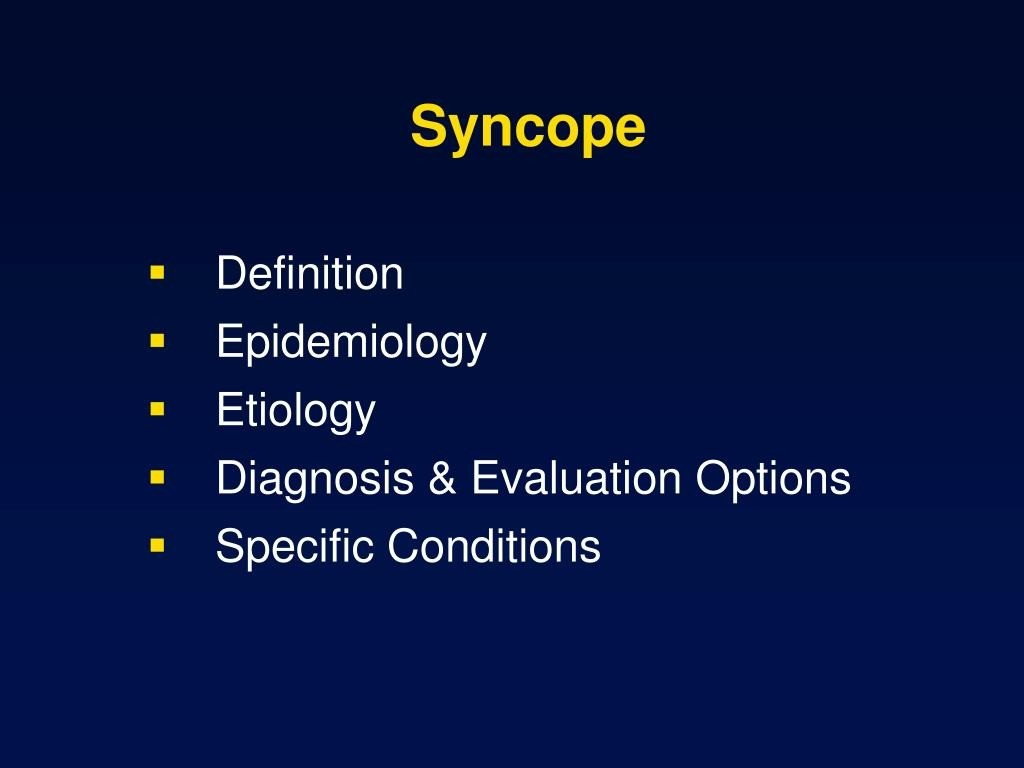 Syncope
▪ Definition
▪ Epidemiology
▪ Etiology
▪ Diagnosis & Evaluation Options
▪ Specific Conditions